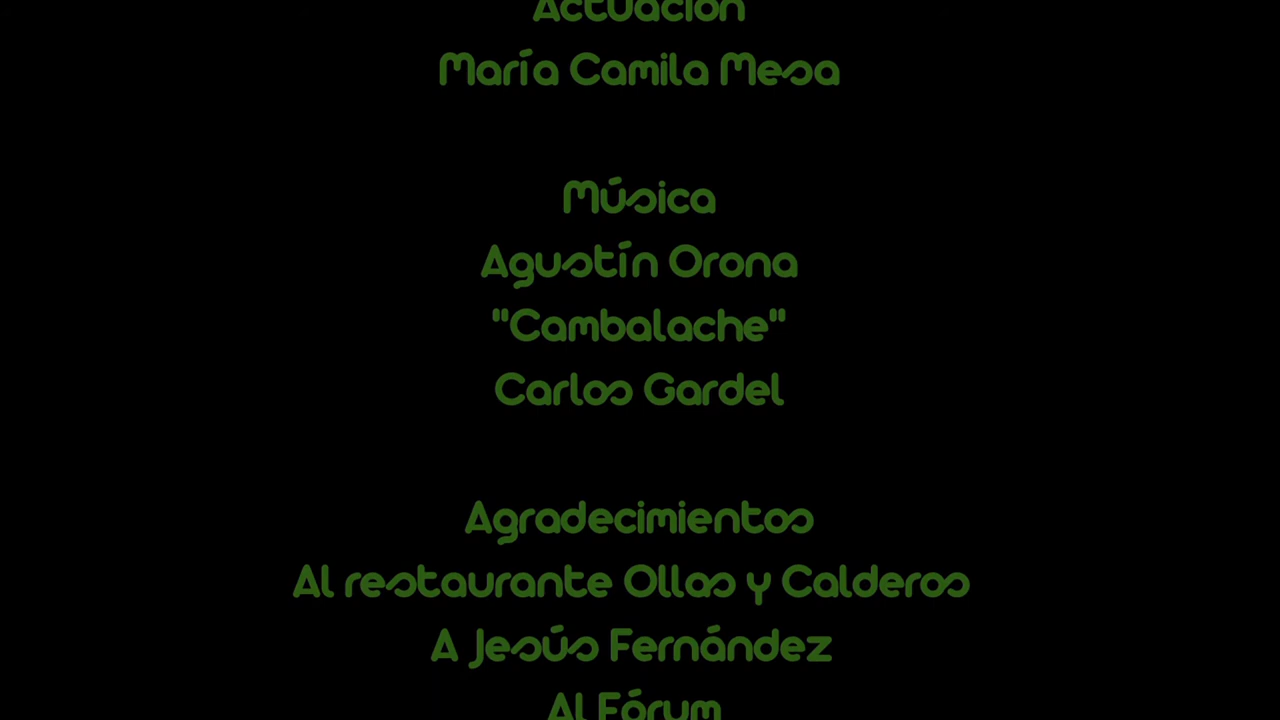 Actuación
María Camila Mesa
Música
Agustín Orona
"Cambalache"
Carlos Gardel
Agradecimientos
Al restaurante Ollas y Calderos
A Jesús Fernández
Al Fórum